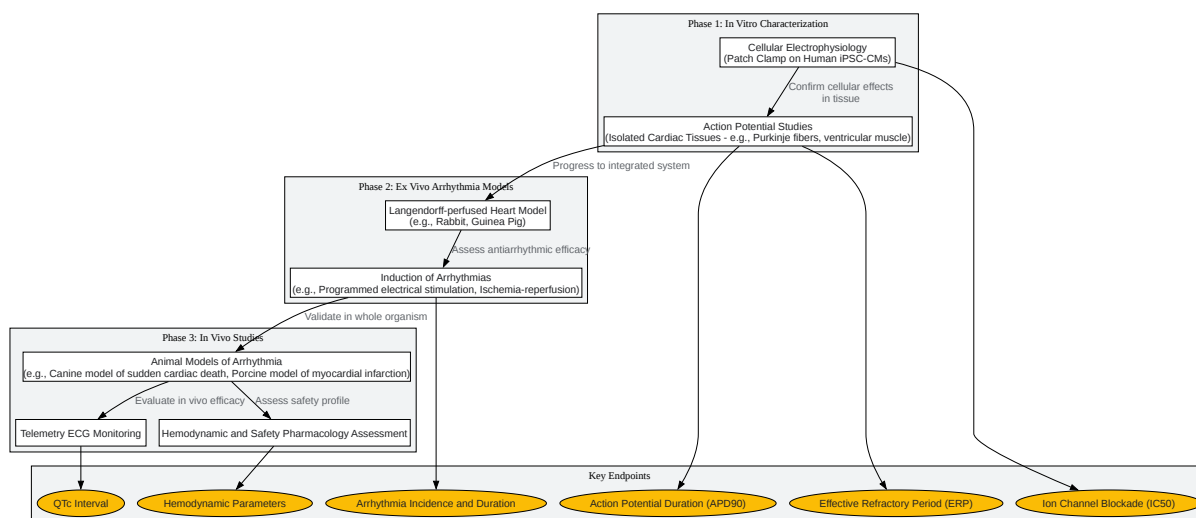 Phase 1: In Vitro Characterization
Cellular Electrophysiology
(Patch Clamp on Human iPSC-CMs)
Confirm cellular effects
in tissue
Action Potential Studies
(Isolated Cardiac Tissues - e.g., Purkinje fibers, ventricular muscle)
Progress to integrated system
Phase 2: Ex Vivo Arrhythmia Models
Langendorff-perfused Heart Model
(e.g., Rabbit, Guinea Pig)
Assess antiarrhythmic efficacy
Induction of Arrhythmias
(e.g., Programmed electrical stimulation, Ischemia-reperfusion)
Validate in whole organism
Phase 3: In Vivo Studies
Animal Models of Arrhythmia
(e.g., Canine model of sudden cardiac death, Porcine model of myocardial infarction)
Evaluate in vivo efficacy
Assess safety profile
Telemetry ECG Monitoring
Hemodynamic and Safety Pharmacology Assessment
Key Endpoints
QTc Interval
Hemodynamic Parameters
Arrhythmia Incidence and Duration
Action Potential Duration (APD90)
Effective Refractory Period (ERP)
Ion Channel Blockade (IC50)